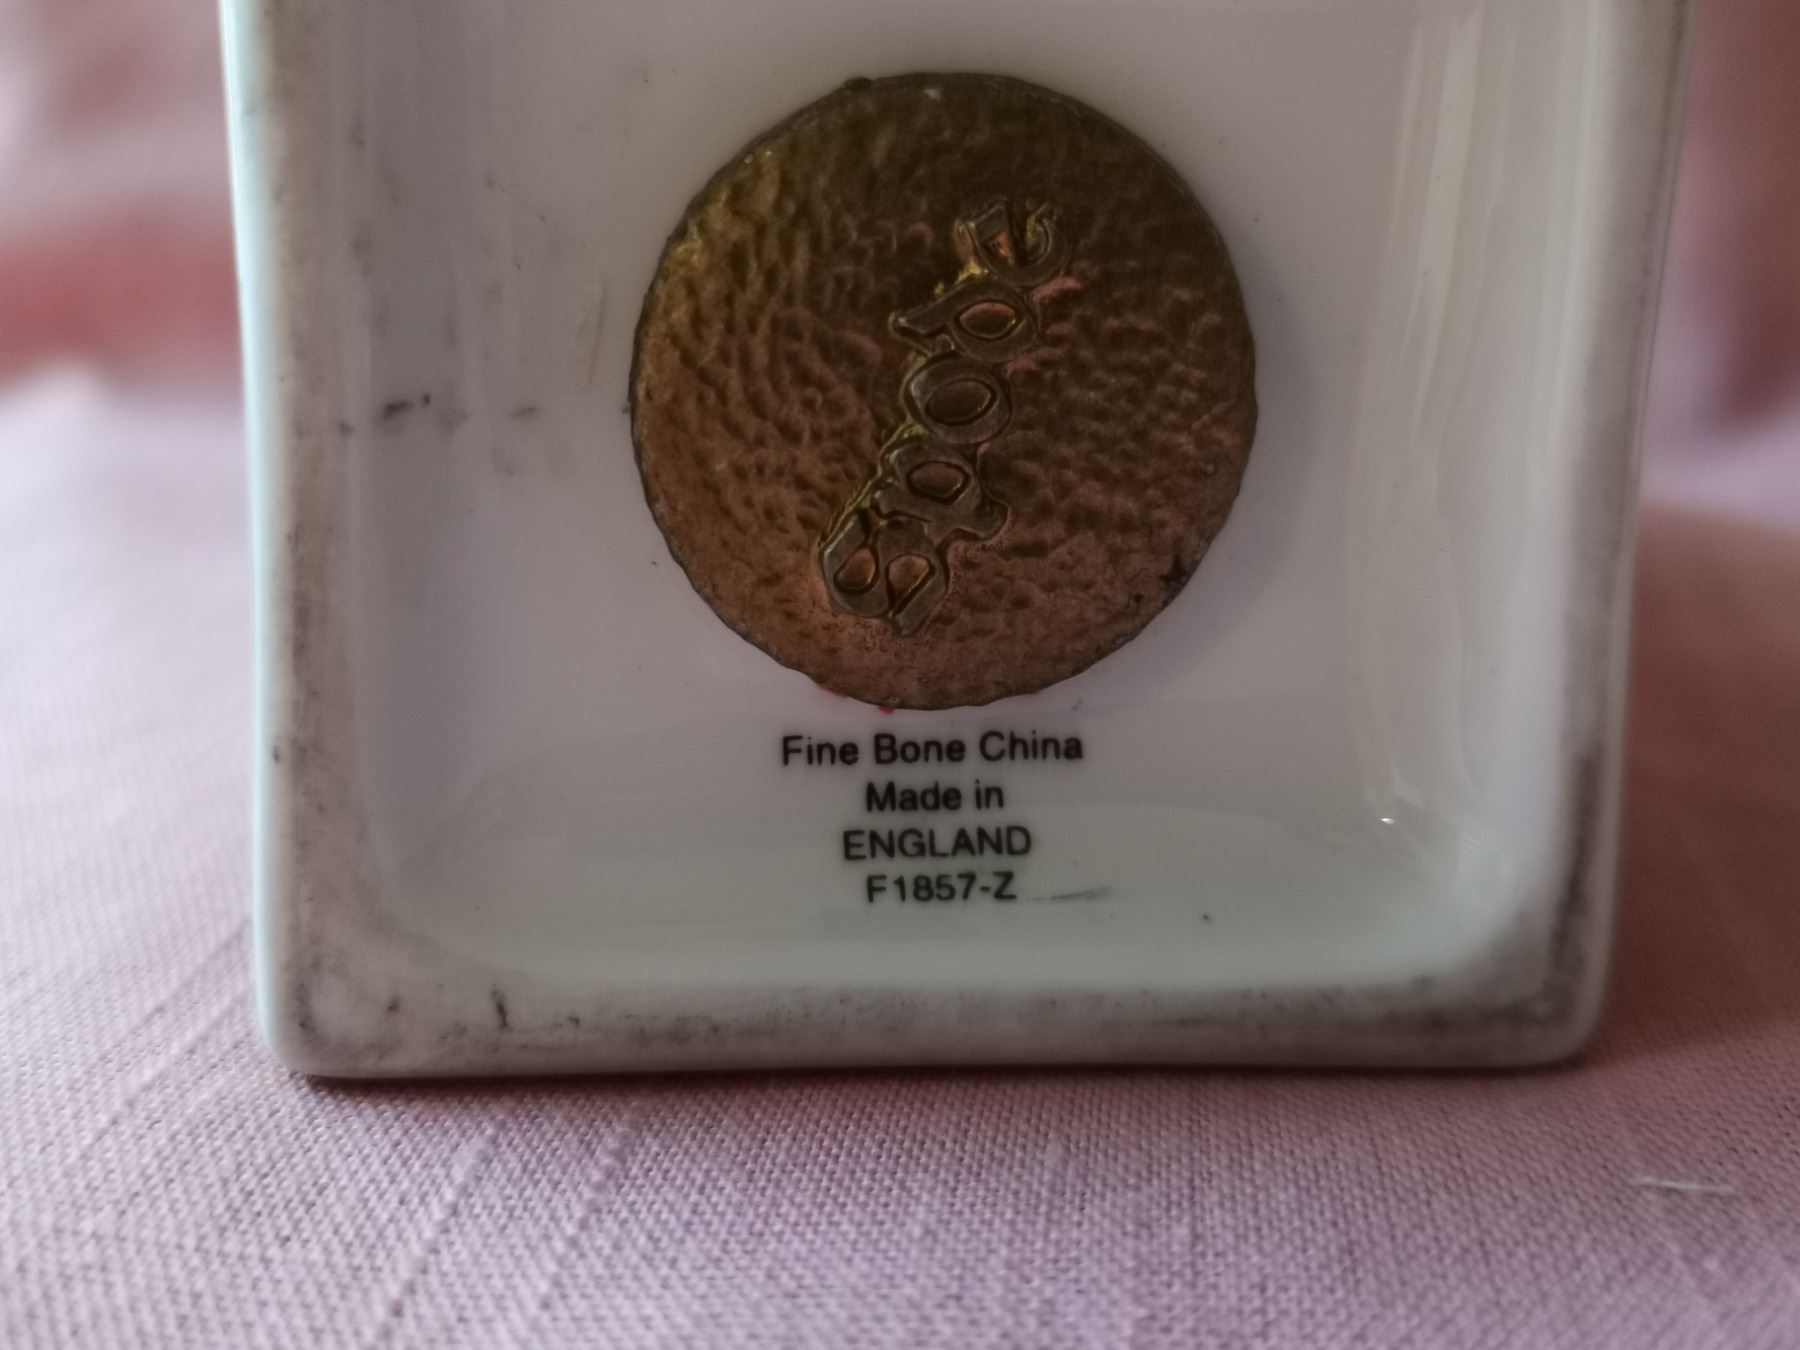 Spode
Fine Bone China
Made in
ENGLAND
F1857-Z